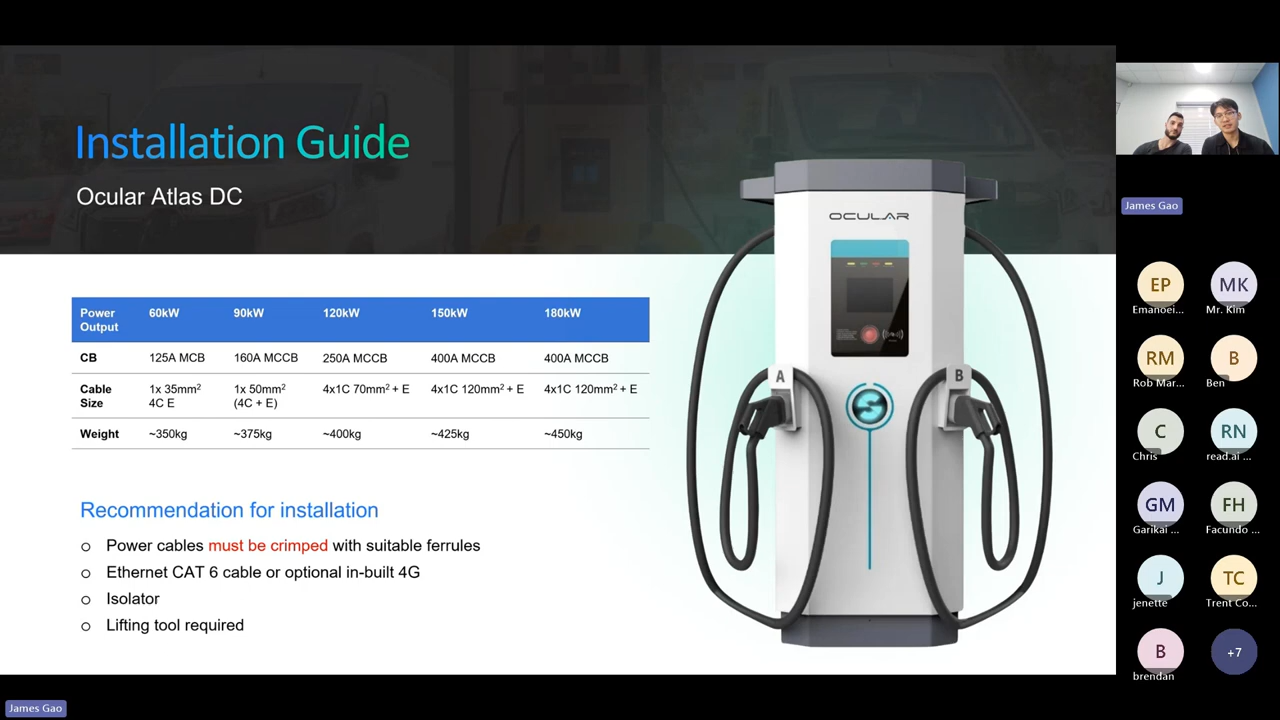 Installation Guide
Ocular Atlas DC
Power Output 60kW 90kW 120kW 150kW 180kW
CB 125A MCB 160A MCCB 250A MCCB 400A MCCB 400A MCCB
Cable Size 1x 35mm² 4C E 1x 50mm² (4C + E) 4x1C 70mm² + E 4x1C 120mm² + E 4x1C 120mm² + E
Weight ~350kg ~375kg ~400kg ~425kg ~450kg
Recommendation for installation
o Power cables must be crimped with suitable ferrules
o Ethernet CAT 6 cable or optional in-built 4G
o Isolator
o Lifting tool required
OCULAR
A
B
James Gao
EP MK
Emanoei... Mr. Kim
RM B
Rob Mar... Ben
C RN
Chris read.ai ...
GM FH
Garikai ... Facundo ...
J TC
jenette Trent Co...
B +7
brendan
James Gao